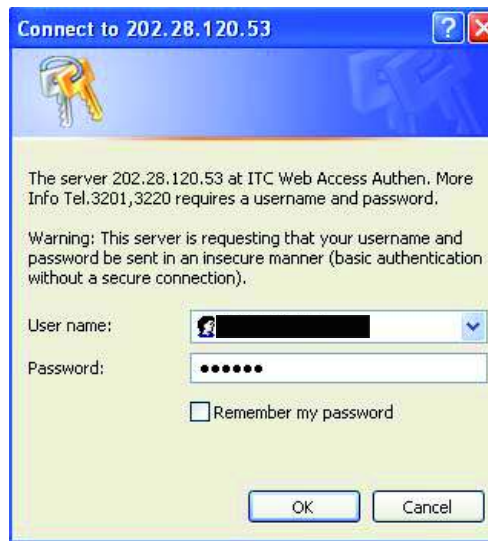 Connect to 202.28.120.53
The server 202.28.120.53 at ITC Web Access Authen. More
Info Tel.3201,3220 requires a username and password.
Warning: This server is requesting that your username and
password be sent in an insecure manner (basic authentication
without a secure connection).
User name:
Password:
••••••
Remember my password
OK
Cancel